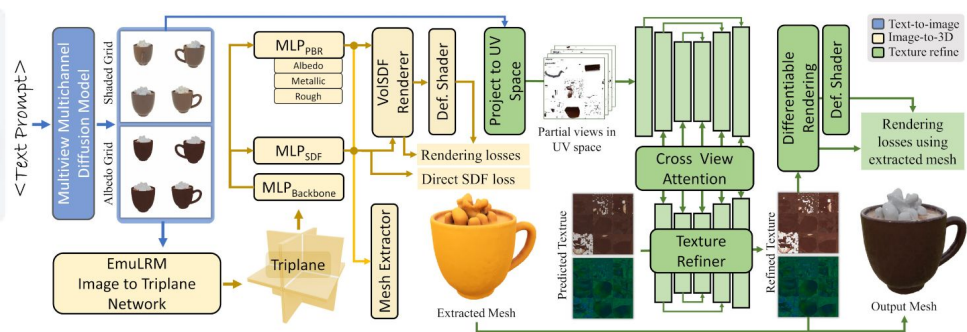 <Text Prompt>
Multiview Multichannel
Diffusion Model
Shaded Grid
Albedo Grid
EmuLRM
Image to Triplane
Network
Triplane
MLP_PBR
Albedo
Metallic
Rough
MLP_SDF
MLP_Backbone
VolSDF
Renderer
Def. Shader
Rendering losses
Direct SDF loss
Mesh Extractor
Extracted Mesh
Project to UV
Space
Partial views in
UV space
Cross View
Attention
Predicted Textrue
Texture
Refiner
Refined Texture
Differentiable
Rendering
Def. Shader
Text-to-image
Image-to-3D
Texture refine
Rendering
losses using
extracted mesh
Output Mesh